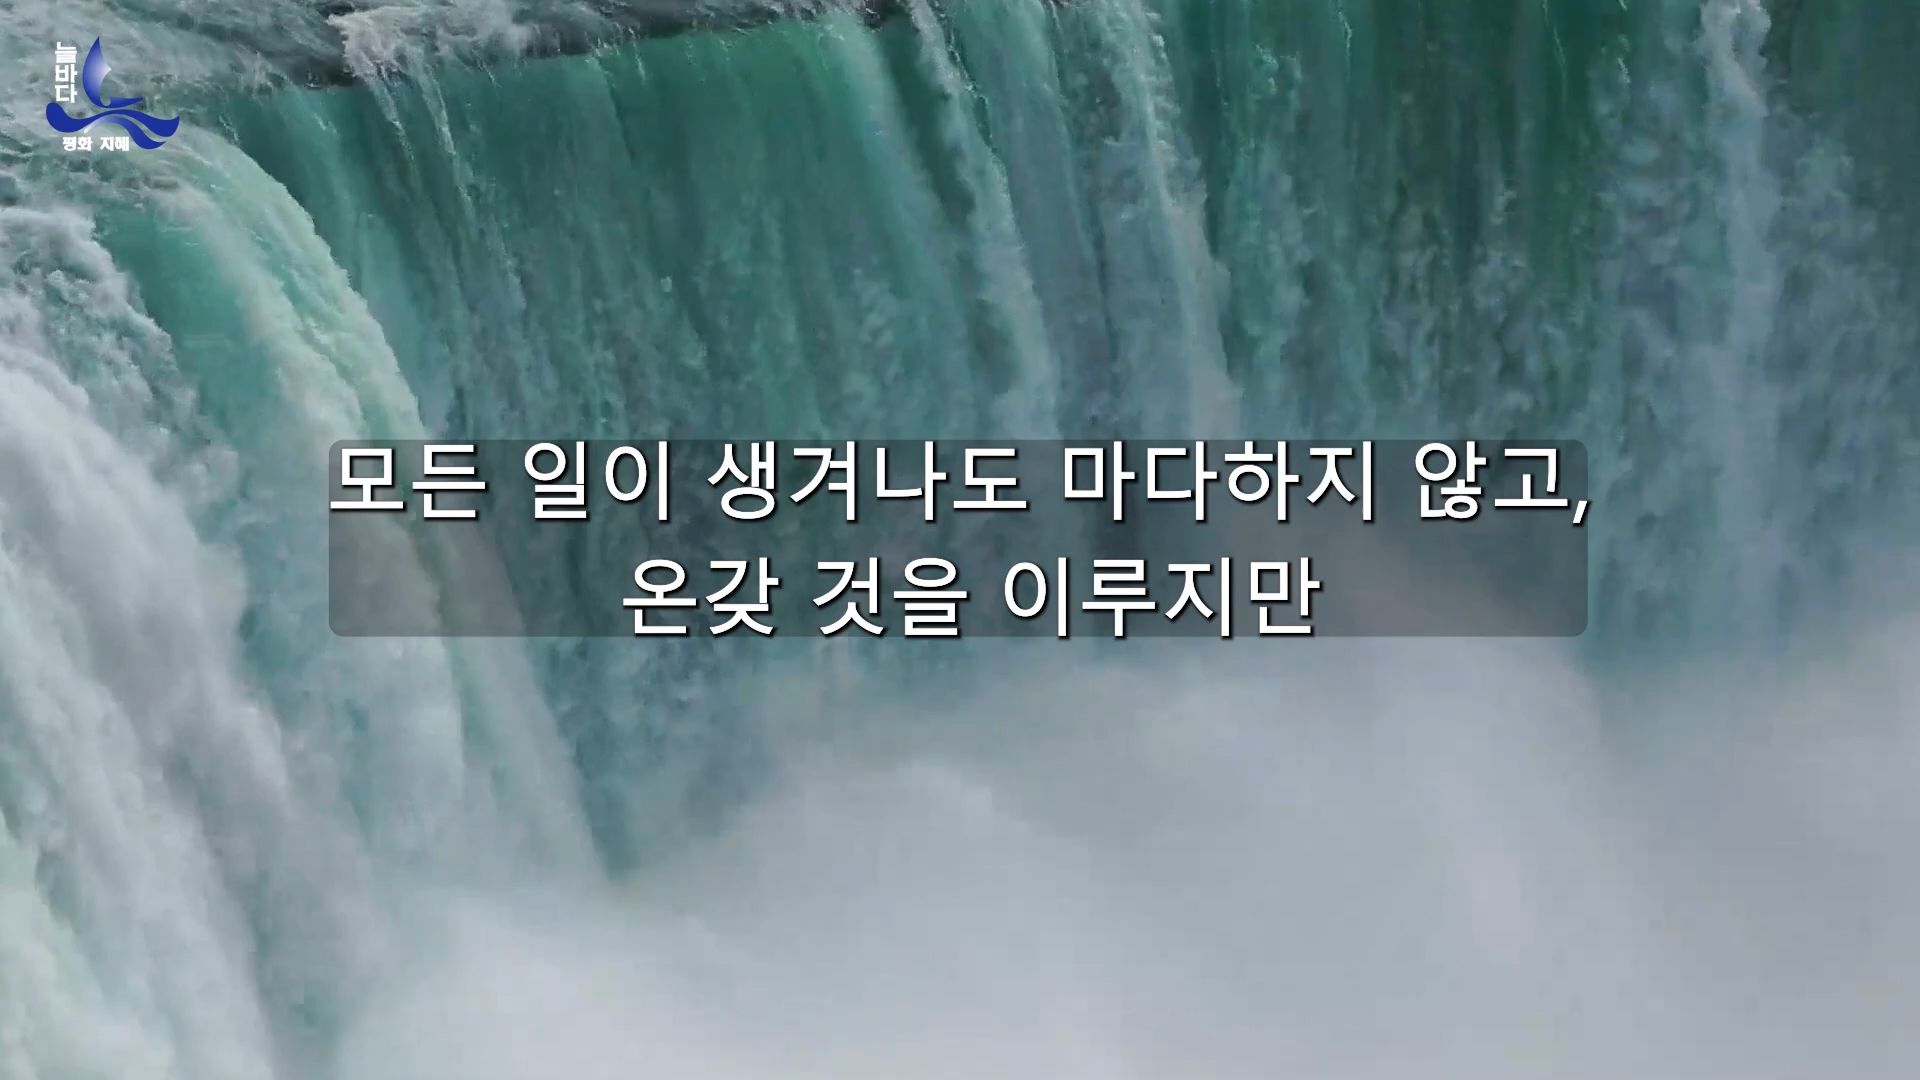 늘바다
평화 지혜
모든 일이 생겨나도 마다하지 않고,
온갖 것을 이루지만